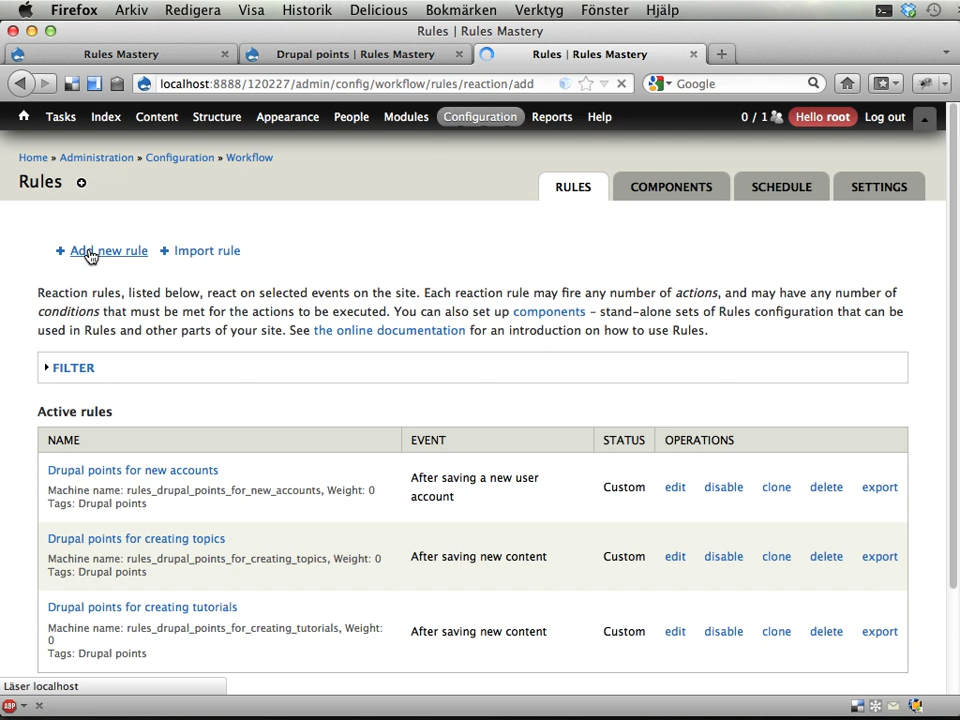 Firefox Arkiv Redigera Visa Historik Delicious Bokmärken Verktyg Fönster Hjälp
Rules | Rules Mastery
Rules Mastery Drupal points | Rules Mastery Rules | Rules Mastery
localhost:8888/120227/admin/config/workflow/rules/reaction/add Google
Tasks Index Content Structure Appearance People Modules Configuration Reports Help 0 / 1 Hello root Log out
Home » Administration » Configuration » Workflow
Rules
RULES COMPONENTS SCHEDULE SETTINGS
+ Add new rule + Import rule
Reaction rules, listed below, react on selected events on the site. Each reaction rule may fire any number of actions, and may have any number of
conditions that must be met for the actions to be executed. You can also set up components – stand-alone sets of Rules configuration that can be
used in Rules and other parts of your site. See the online documentation for an introduction on how to use Rules.
FILTER
Active rules
NAME EVENT STATUS OPERATIONS
Drupal points for new accounts
Machine name: rules_drupal_points_for_new_accounts, Weight: 0
Tags: Drupal points
After saving a new user
account
Custom edit disable clone delete export
Drupal points for creating topics
Machine name: rules_drupal_points_for_creating_topics, Weight: 0
Tags: Drupal points
After saving new content Custom edit disable clone delete export
Drupal points for creating tutorials
Machine name: rules_drupal_points_for_creating_tutorials, Weight:
0
Tags: Drupal points
After saving new content Custom edit disable clone delete export
Läser localhost
ABP